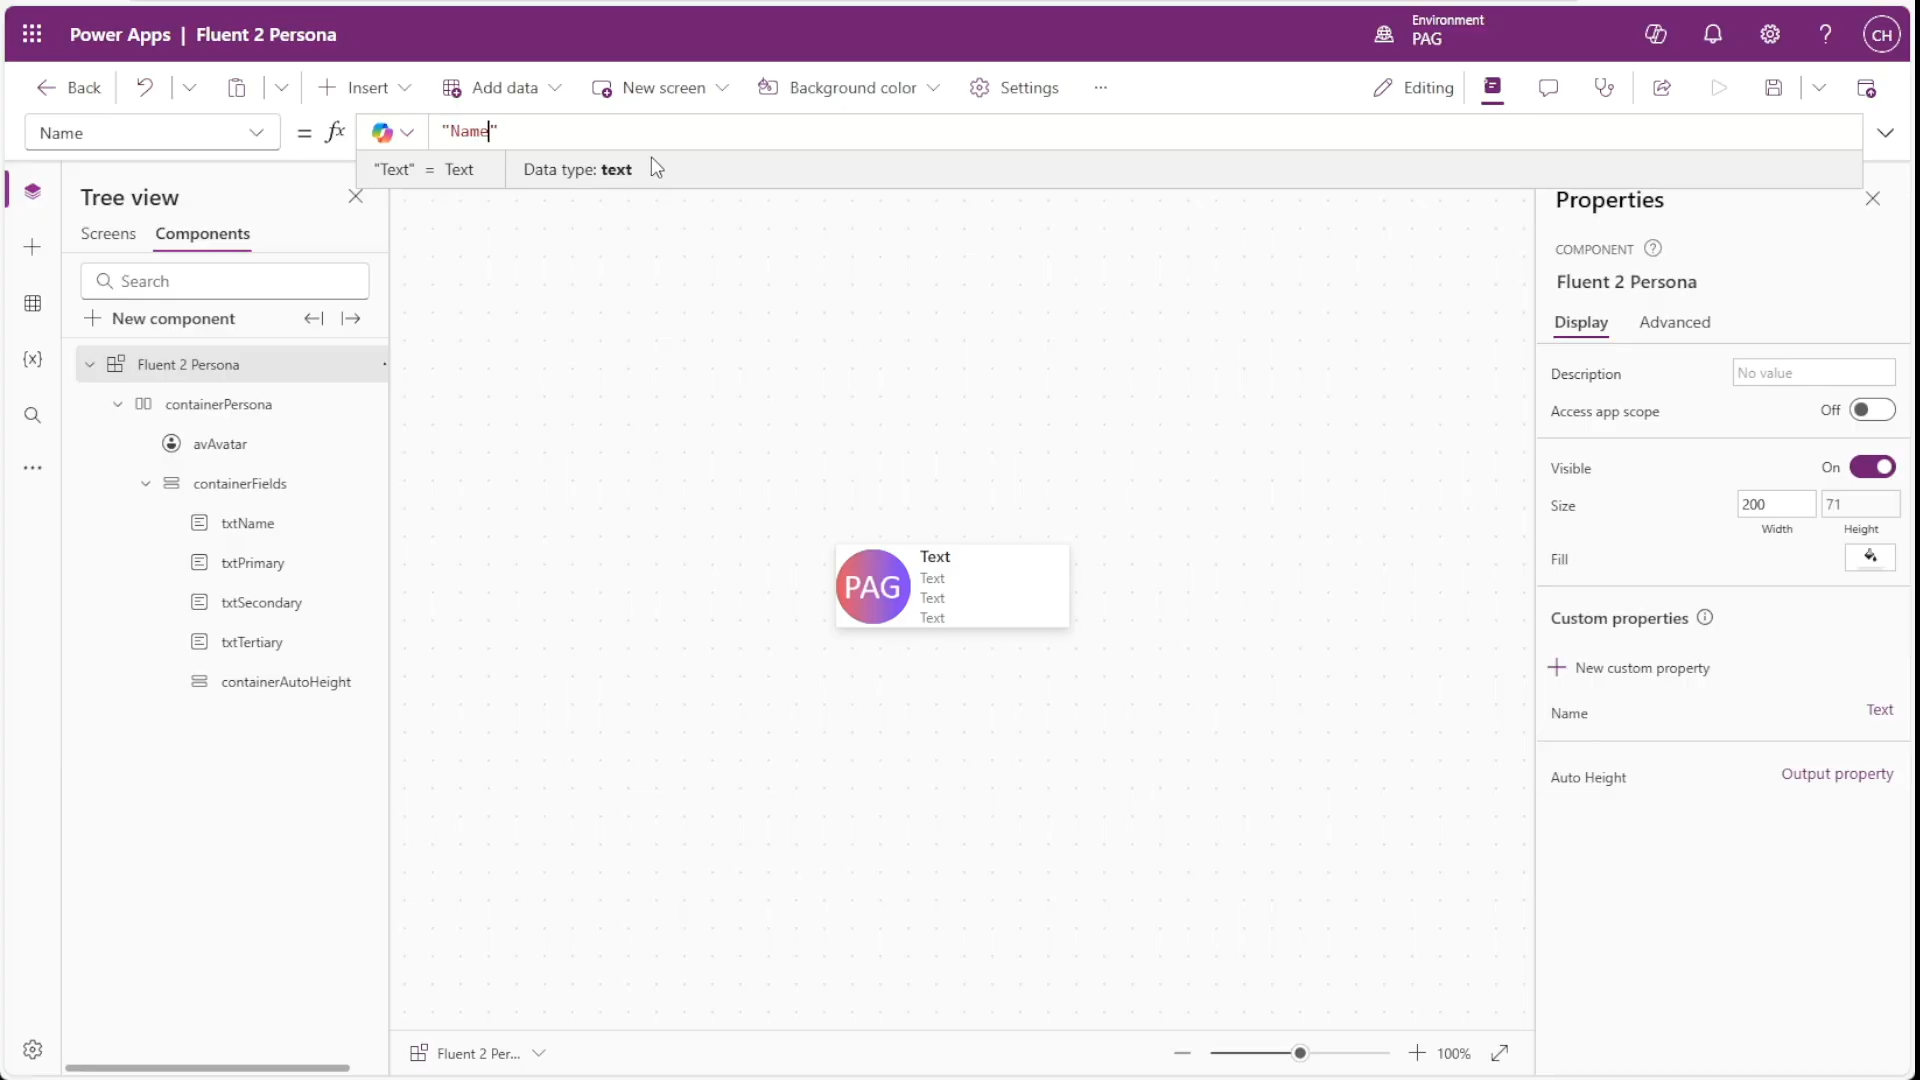 Power Apps | Fluent 2 Persona
Environment
PAG
CH
Back
Insert
Add data
New screen
Background color
Settings
...
Editing
Name
= fx
"Name"
"Text" = Text
Data type: text
Tree view
Screens
Components
Search
New component
Fluent 2 Persona
containerPersona
avAvatar
containerFields
txtName
txtPrimary
txtSecondary
txtTertiary
containerAutoHeight
PAG
Text
Text
Text
Text
Fluent 2 Per...
100%
Properties
COMPONENT
Fluent 2 Persona
Display
Advanced
Description
No value
Access app scope
Off
Visible
On
Size
200
71
Width
Height
Fill
Custom properties
New custom property
Name
Text
Auto Height
Output property